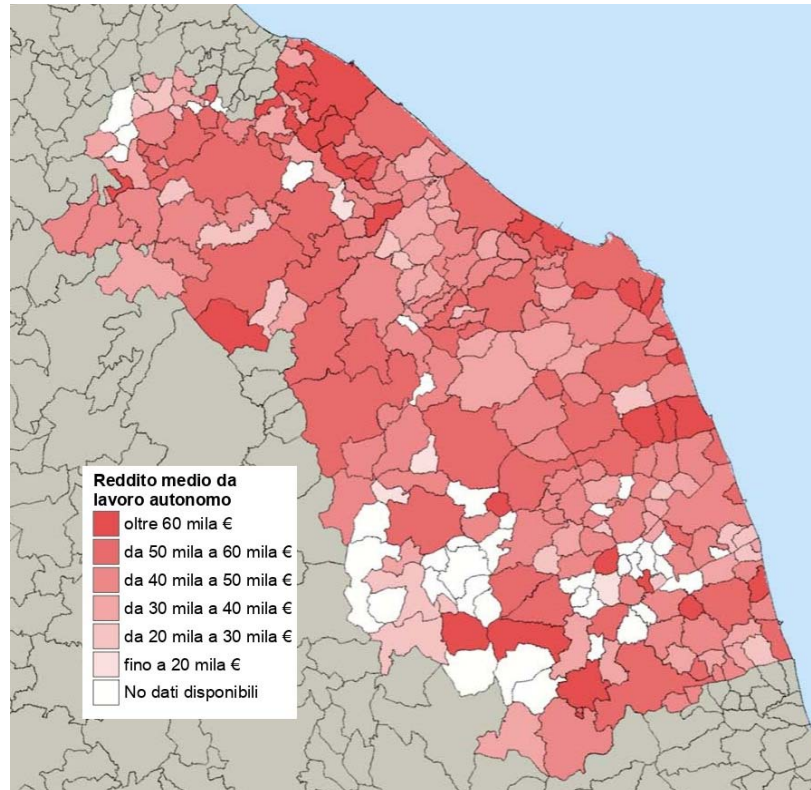 Reddito medio da
lavoro autonomo
oltre 60 mila €
da 50 mila a 60 mila €
da 40 mila a 50 mila €
da 30 mila a 40 mila €
da 20 mila a 30 mila €
fino a 20 mila €
No dati disponibili